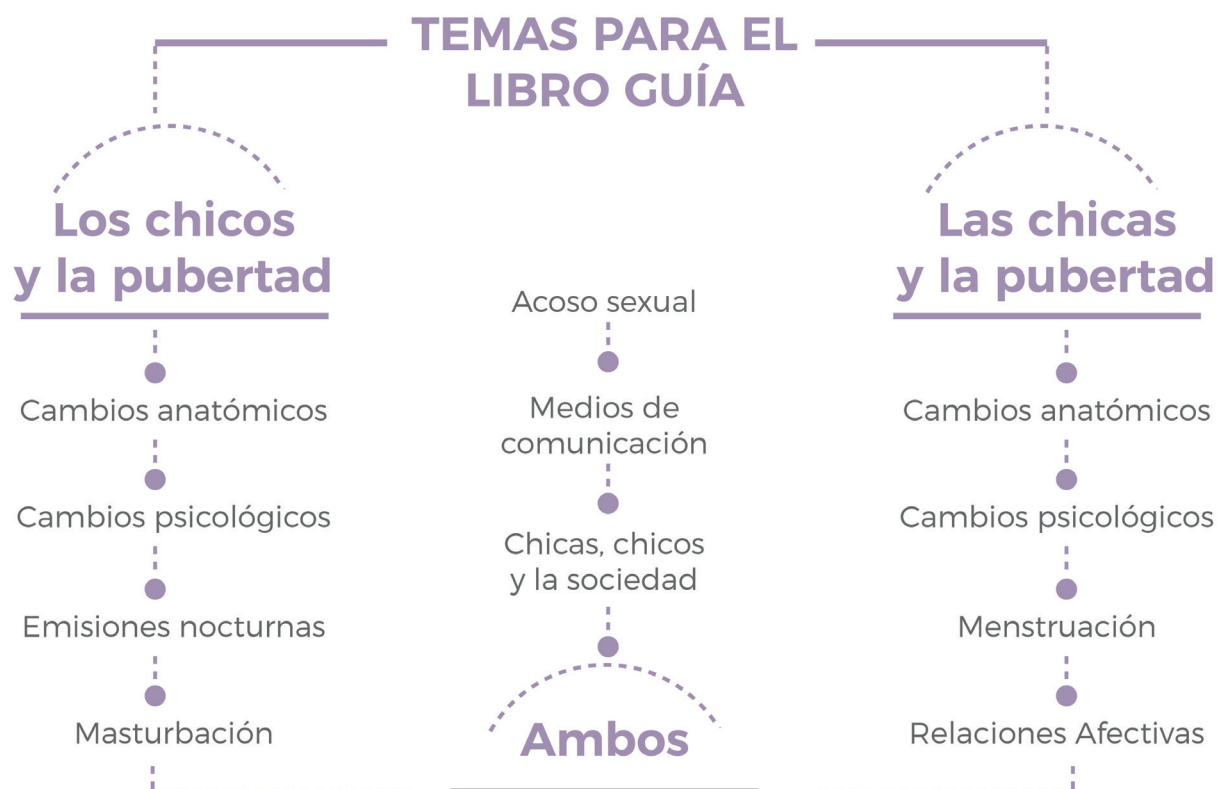 TEMAS PARA EL
LIBRO GUÍA
Los chicos
y la pubertad
Cambios anatómicos
Cambios psicológicos
Emisiones nocturnas
Masturbación
Acoso sexual
Medios de
comunicación
Chicas, chicos
y la sociedad
Ambos
Las chicas
y la pubertad
Cambios anatómicos
Cambios psicológicos
Menstruación
Relaciones Afectivas